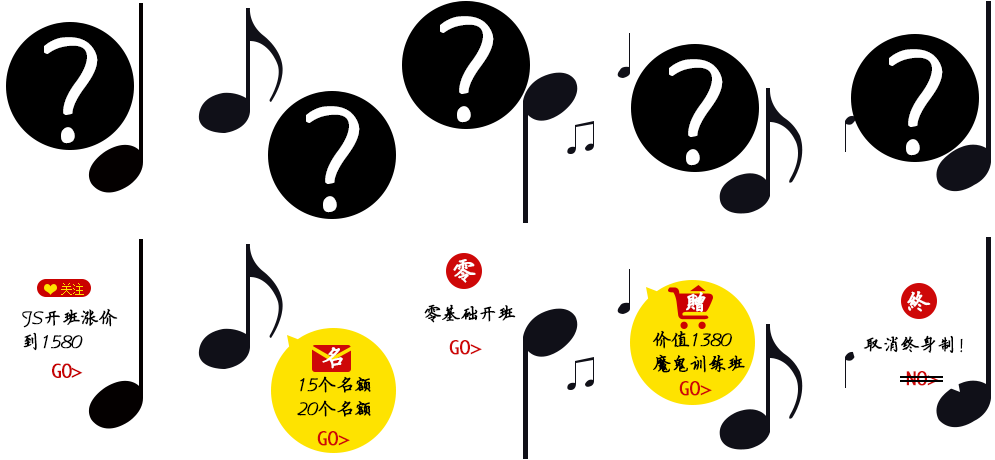 ?
?
?
?
?
关注
JS开班涨价
到1580
GO>
名
15个名额
20个名额
GO>
零
零基础开班
GO>
赠
价值1380
魔鬼训练班
GO>
終
取消终身制!
NO>